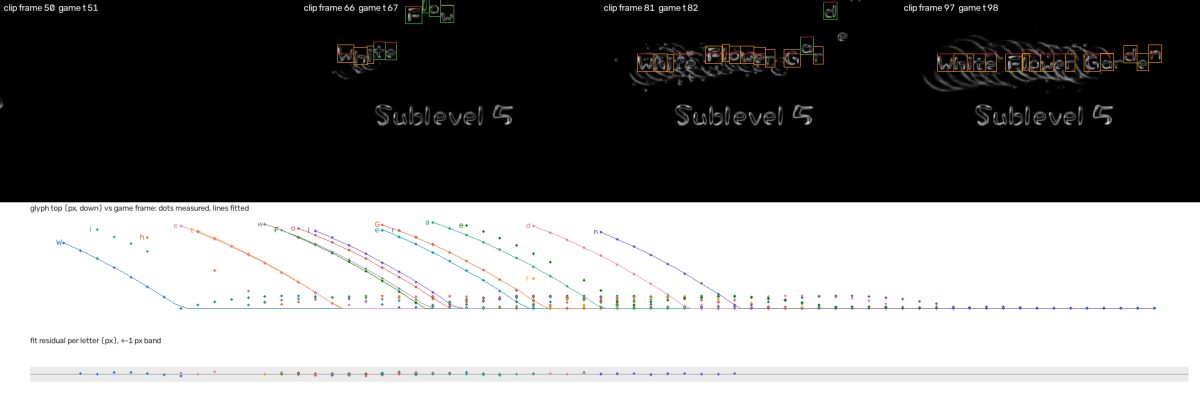 clip frame 50 game t 51
clip frame 66 game t 67
clip frame 81 game t 82
clip frame 97 game t 98
F o w
W h i t e
Sublevel 5
d
W h i t e F l o w e r G a r
e
Sublevel 5
White Flower Garden
Sublevel 5
glyph top (px, down) vs game frame: dots measured, lines fitted
W i h e t w F o l G e r a e r d n
fit residual per letter (px), +-1 px band